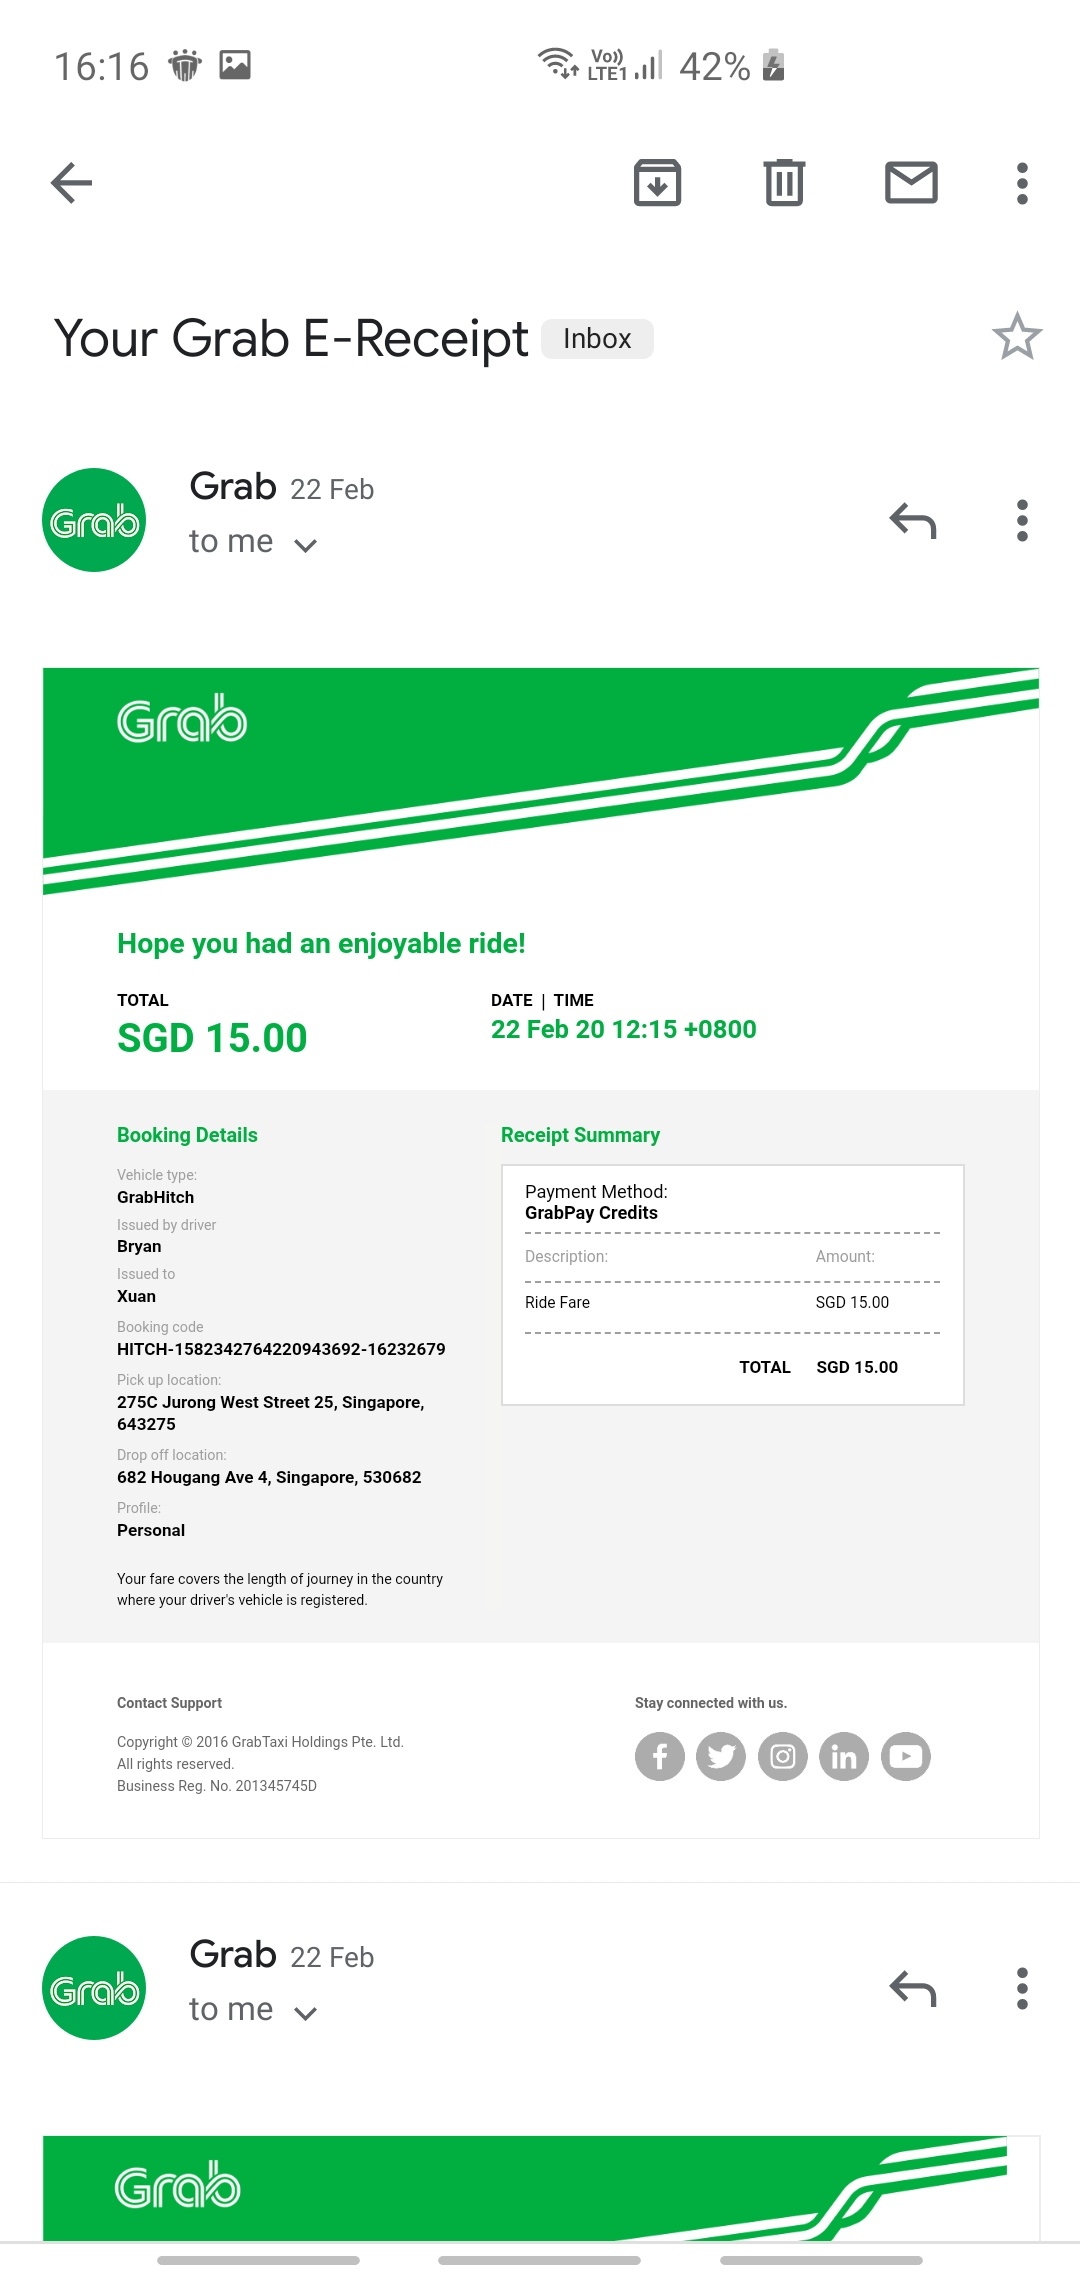 16:16
Vo))
LTE1
42%
Your Grab E-Receipt Inbox
Grab
Grab 22 Feb
to me
Grab
Hope you had an enjoyable ride!
TOTAL
SGD 15.00
DATE | TIME
22 Feb 20 12:15 +0800
Booking Details
Vehicle type:
GrabHitch
Issued by driver
Bryan
Issued to
Xuan
Booking code
HITCH-1582342764220943692-16232679
Pick up location:
275C Jurong West Street 25, Singapore,
643275
Drop off location:
682 Hougang Ave 4, Singapore, 530682
Profile:
Personal
Your fare covers the length of journey in the country
where your driver's vehicle is registered.
Receipt Summary
Payment Method:
GrabPay Credits
Description: Amount:
Ride Fare SGD 15.00
TOTAL SGD 15.00
Contact Support
Copyright © 2016 GrabTaxi Holdings Pte. Ltd.
All rights reserved.
Business Reg. No. 201345745D
Stay connected with us.
Grab
Grab 22 Feb
to me
Grab